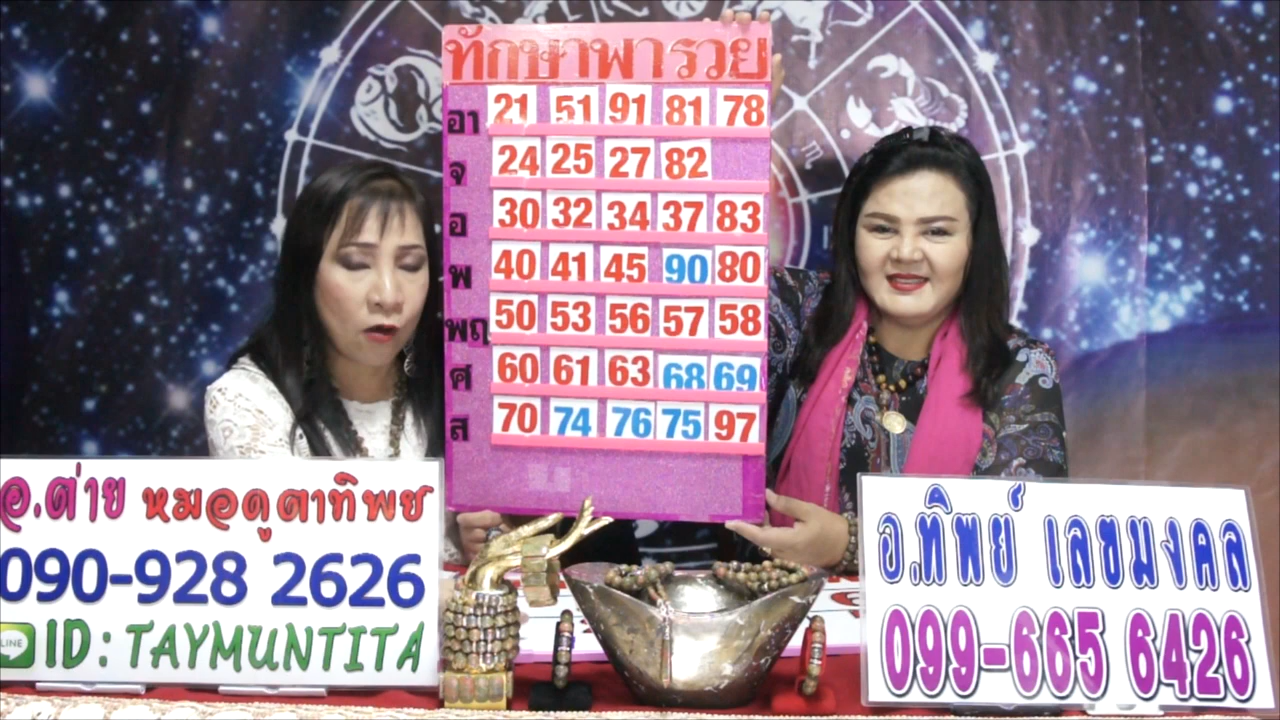 ทักษาพารวย
อา 21 51 91 81 78
จ 24 25 27 82
อ 30 32 34 37 83
พ 40 41 45 90 80
พฤ 50 53 56 57 58
ศ 60 61 63 68 69
ส 70 74 76 75 97
อ.ต่าย หมอดูตาทิพย์
090-928 2626
LINE ID : TAYMUNTITA
อ.ทิพย์ เลขมงคล
099-665 6426